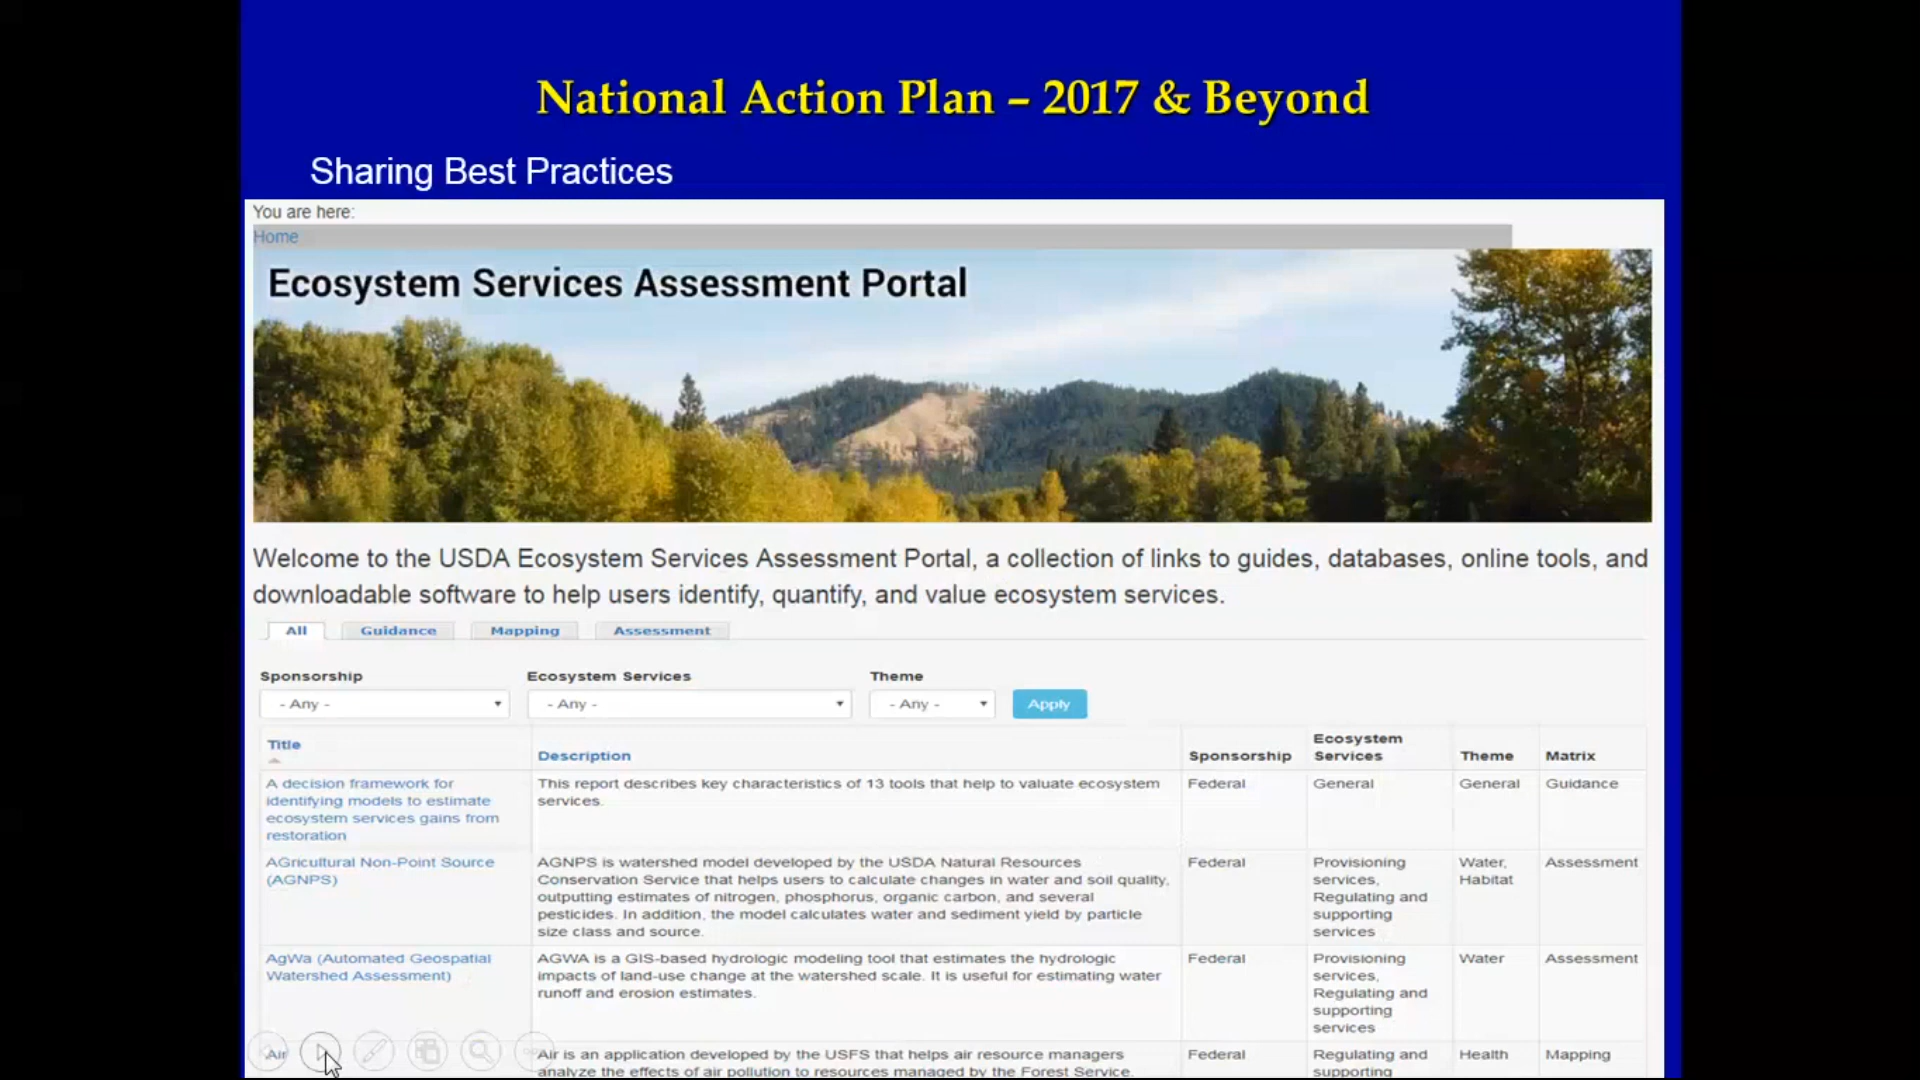 National Action Plan – 2017 & Beyond
Sharing Best Practices
You are here:
Home
Ecosystem Services Assessment Portal
Welcome to the USDA Ecosystem Services Assessment Portal, a collection of links to guides, databases, online tools, and
downloadable software to help users identify, quantify, and value ecosystem services.
All Guidance Mapping Assessment
Sponsorship Ecosystem Services Theme
- Any - - Any - - Any - Apply
Title Description Sponsorship Ecosystem Services Theme Matrix
A decision framework for
identifying models to estimate
ecosystem services gains from
restoration
This report describes key characteristics of 13 tools that help to valuate ecosystem
services.
Federal
General
General
Guidance
AGricultural Non-Point Source
(AGNPS)
AGNPS is watershed model developed by the USDA Natural Resources
Conservation Service that helps users to calculate changes in water and soil quality,
outputting estimates of nitrogen, phosphorus, organic carbon, and several
pesticides. In addition, the model calculates water and sediment yield by particle
size class and source.
Federal
Provisioning
services,
Regulating and
supporting
services
Water,
Habitat
Assessment
AgWa (Automated Geospatial
Watershed Assessment)
AGWA is a GIS-based hydrologic modeling tool that estimates the hydrologic
impacts of land-use change at the watershed scale. It is useful for estimating water
runoff and erosion estimates.
Federal
Provisioning
services,
Regulating and
supporting
services
Water
Assessment
Air
Air is an application developed by the USFS that helps air resource managers
analyze the effects of air pollution to resources managed by the Forest Service.
Federal
Regulating and
supporting
Health
Mapping